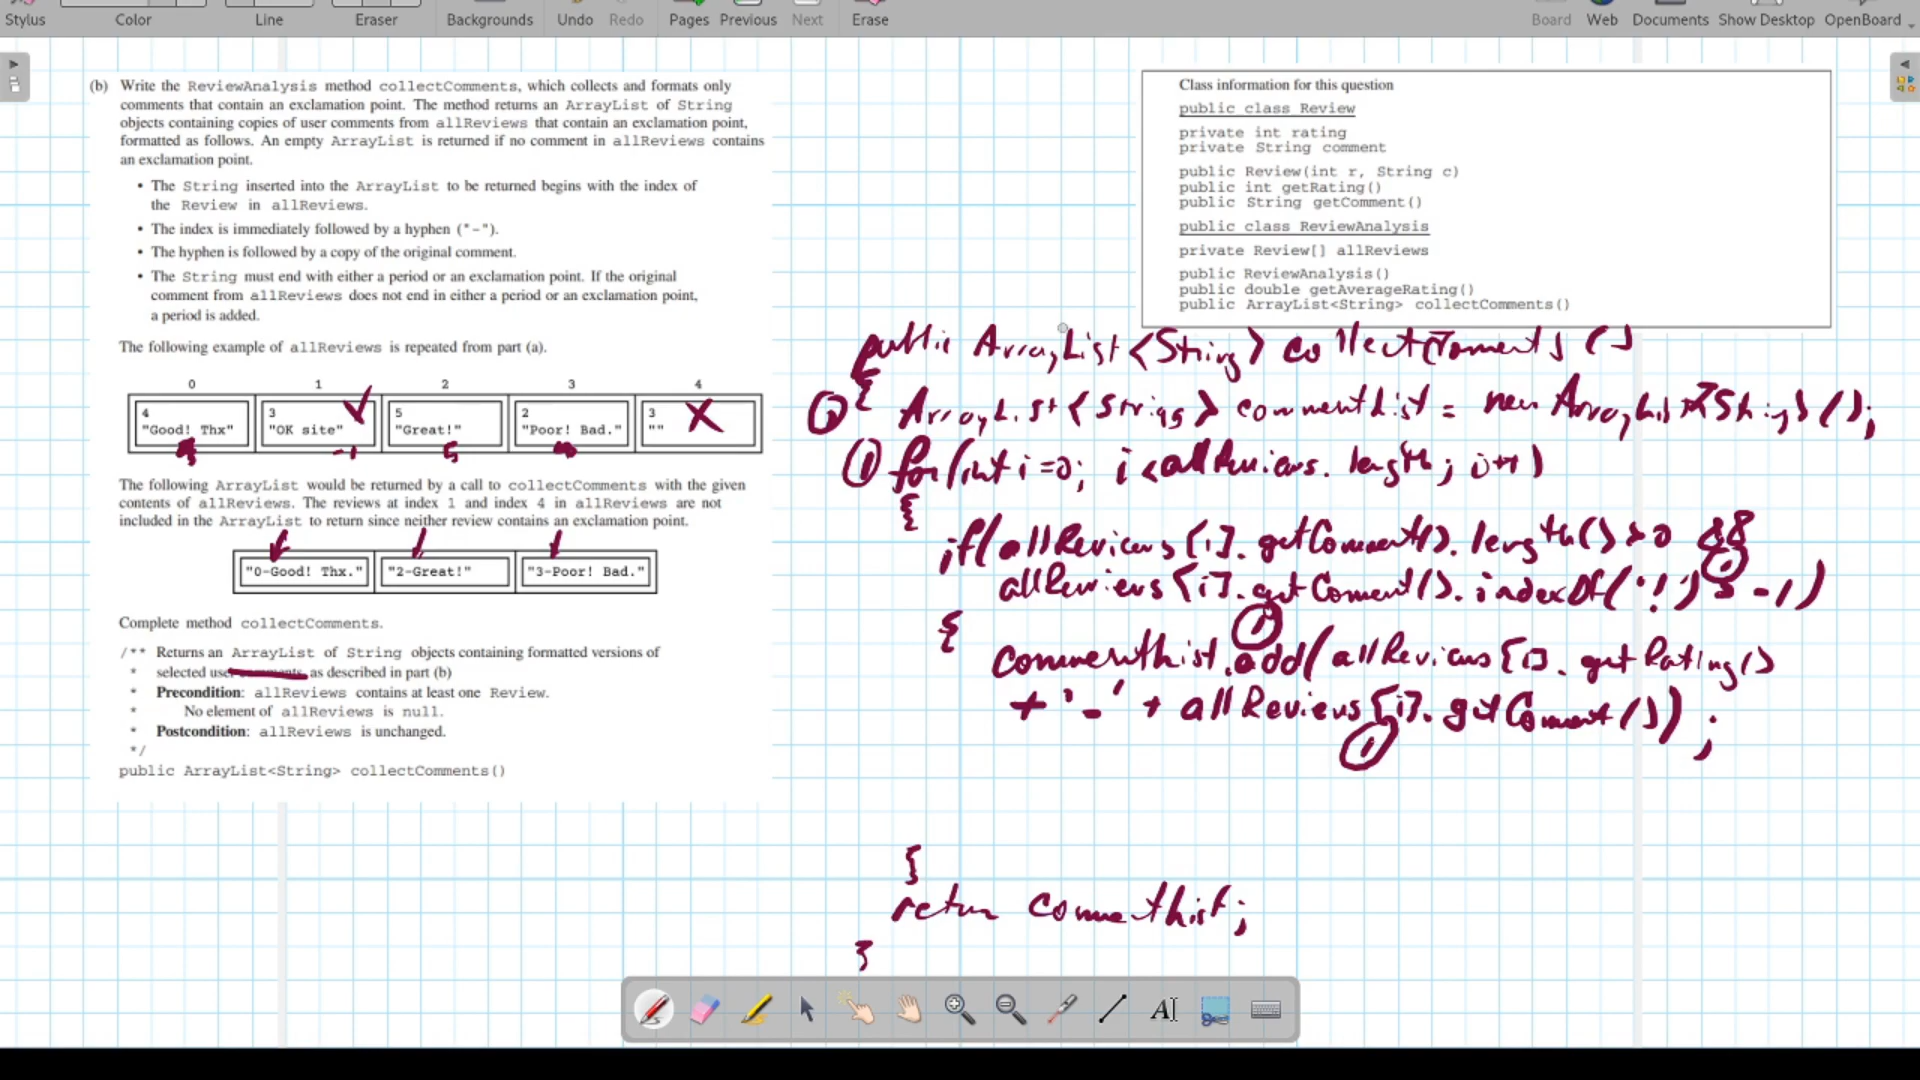 Stylus Color Line Eraser Backgrounds Undo Redo Pages Previous Next Erase Board Web Documents Show Desktop OpenBoard
(b) Write the ReviewAnalysis method collectComments, which collects and formats only
comments that contain an exclamation point. The method returns an ArrayList of String
objects containing copies of user comments from allReviews that contain an exclamation point,
formatted as follows. An empty ArrayList is returned if no comment in allReviews contains
an exclamation point.
• The String inserted into the ArrayList to be returned begins with the index of
the Review in allReviews.
• The index is immediately followed by a hyphen ("-").
• The hyphen is followed by a copy of the original comment.
• The String must end with either a period or an exclamation point. If the original
comment from allReviews does not end in either a period or an exclamation point,
a period is added.
The following example of allReviews is repeated from part (a).
0 1 2 3 4
4 3 5 2 3
"Good! Thx" "OK site" "Great!" "Poor! Bad." ""
-1 5
The following ArrayList would be returned by a call to collectComments with the given
contents of allReviews. The reviews at index 1 and index 4 in allReviews are not
included in the ArrayList to return since neither review contains an exclamation point.
"0-Good! Thx." "2-Great!" "3-Poor! Bad."
Complete method collectComments.
/** Returns an ArrayList of String objects containing formatted versions of
* selected user as described in part (b)
* Precondition: allReviews contains at least one Review.
* No element of allReviews is null.
* Postcondition: allReviews is unchanged.
*/
public ArrayList<String> collectComments()
Class information for this question
public class Review
private int rating
private String comment
public Review(int r, String c)
public int getRating()
public String getComment()
public class ReviewAnalysis
private Review[] allReviews
public ReviewAnalysis()
public double getAverageRating()
public ArrayList<String> collectComments()
public ArrayList<String> collectComments ()
{ ArrayList<String> commentList = new ArrayList<String>();
① for(int i=0; i<allReviews.length; i++)
{
if(allReviews[i].getComment().length()>0 &&
allReviews[i].getComment().indexOf('!') > -1)
{
commentList.add(allReviews[i].getRating()
+ '-' + allReviews[i].getComment());
}
return commentList;
}